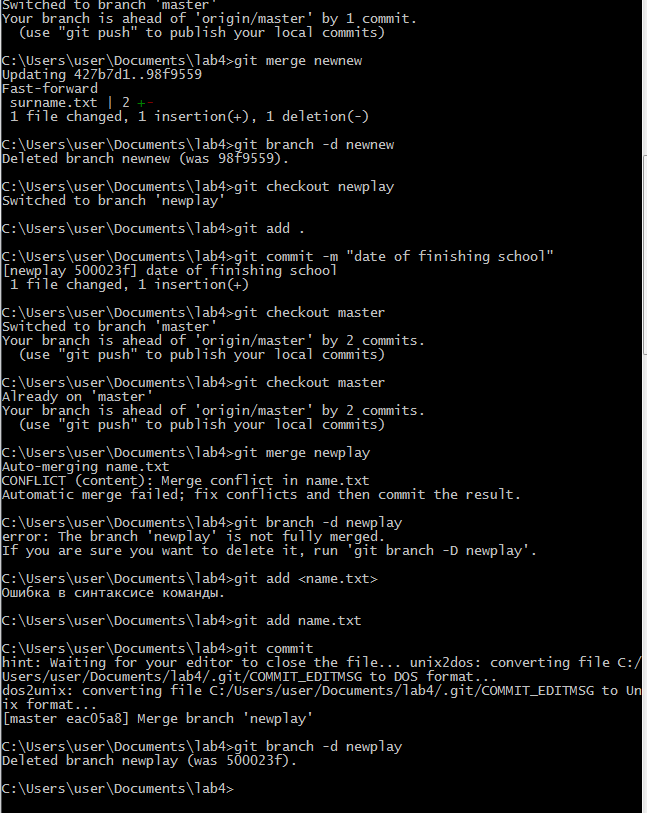 Switched to branch 'master'
Your branch is ahead of 'origin/master' by 1 commit.
  (use "git push" to publish your local commits)
C:\Users\user\Documents\lab4>git merge newnew
Updating 427b7d1..98f9559
Fast-forward
 surname.txt | 2 +-
 1 file changed, 1 insertion(+), 1 deletion(-)
C:\Users\user\Documents\lab4>git branch -d newnew
Deleted branch newnew (was 98f9559).
C:\Users\user\Documents\lab4>git checkout newplay
Switched to branch 'newplay'
C:\Users\user\Documents\lab4>git add .
C:\Users\user\Documents\lab4>git commit -m "date of finishing school"
[newplay 500023f] date of finishing school
 1 file changed, 1 insertion(+)
C:\Users\user\Documents\lab4>git checkout master
Switched to branch 'master'
Your branch is ahead of 'origin/master' by 2 commits.
  (use "git push" to publish your local commits)
C:\Users\user\Documents\lab4>git checkout master
Already on 'master'
Your branch is ahead of 'origin/master' by 2 commits.
  (use "git push" to publish your local commits)
C:\Users\user\Documents\lab4>git merge newplay
Auto-merging name.txt
CONFLICT (content): Merge conflict in name.txt
Automatic merge failed; fix conflicts and then commit the result.
C:\Users\user\Documents\lab4>git branch -d newplay
error: The branch 'newplay' is not fully merged.
If you are sure you want to delete it, run 'git branch -D newplay'.
C:\Users\user\Documents\lab4>git add <name.txt>
Ошибка в синтаксисе команды.
C:\Users\user\Documents\lab4>git add name.txt
C:\Users\user\Documents\lab4>git commit
hint: Waiting for your editor to close the file... unix2dos: converting file C:/
Users/user/Documents/lab4/.git/COMMIT_EDITMSG to DOS format...
dos2unix: converting file C:/Users/user/Documents/lab4/.git/COMMIT_EDITMSG to Un
ix format...
[master eac05a8] Merge branch 'newplay'
C:\Users\user\Documents\lab4>git branch -d newplay
Deleted branch newplay (was 500023f).
C:\Users\user\Documents\lab4>